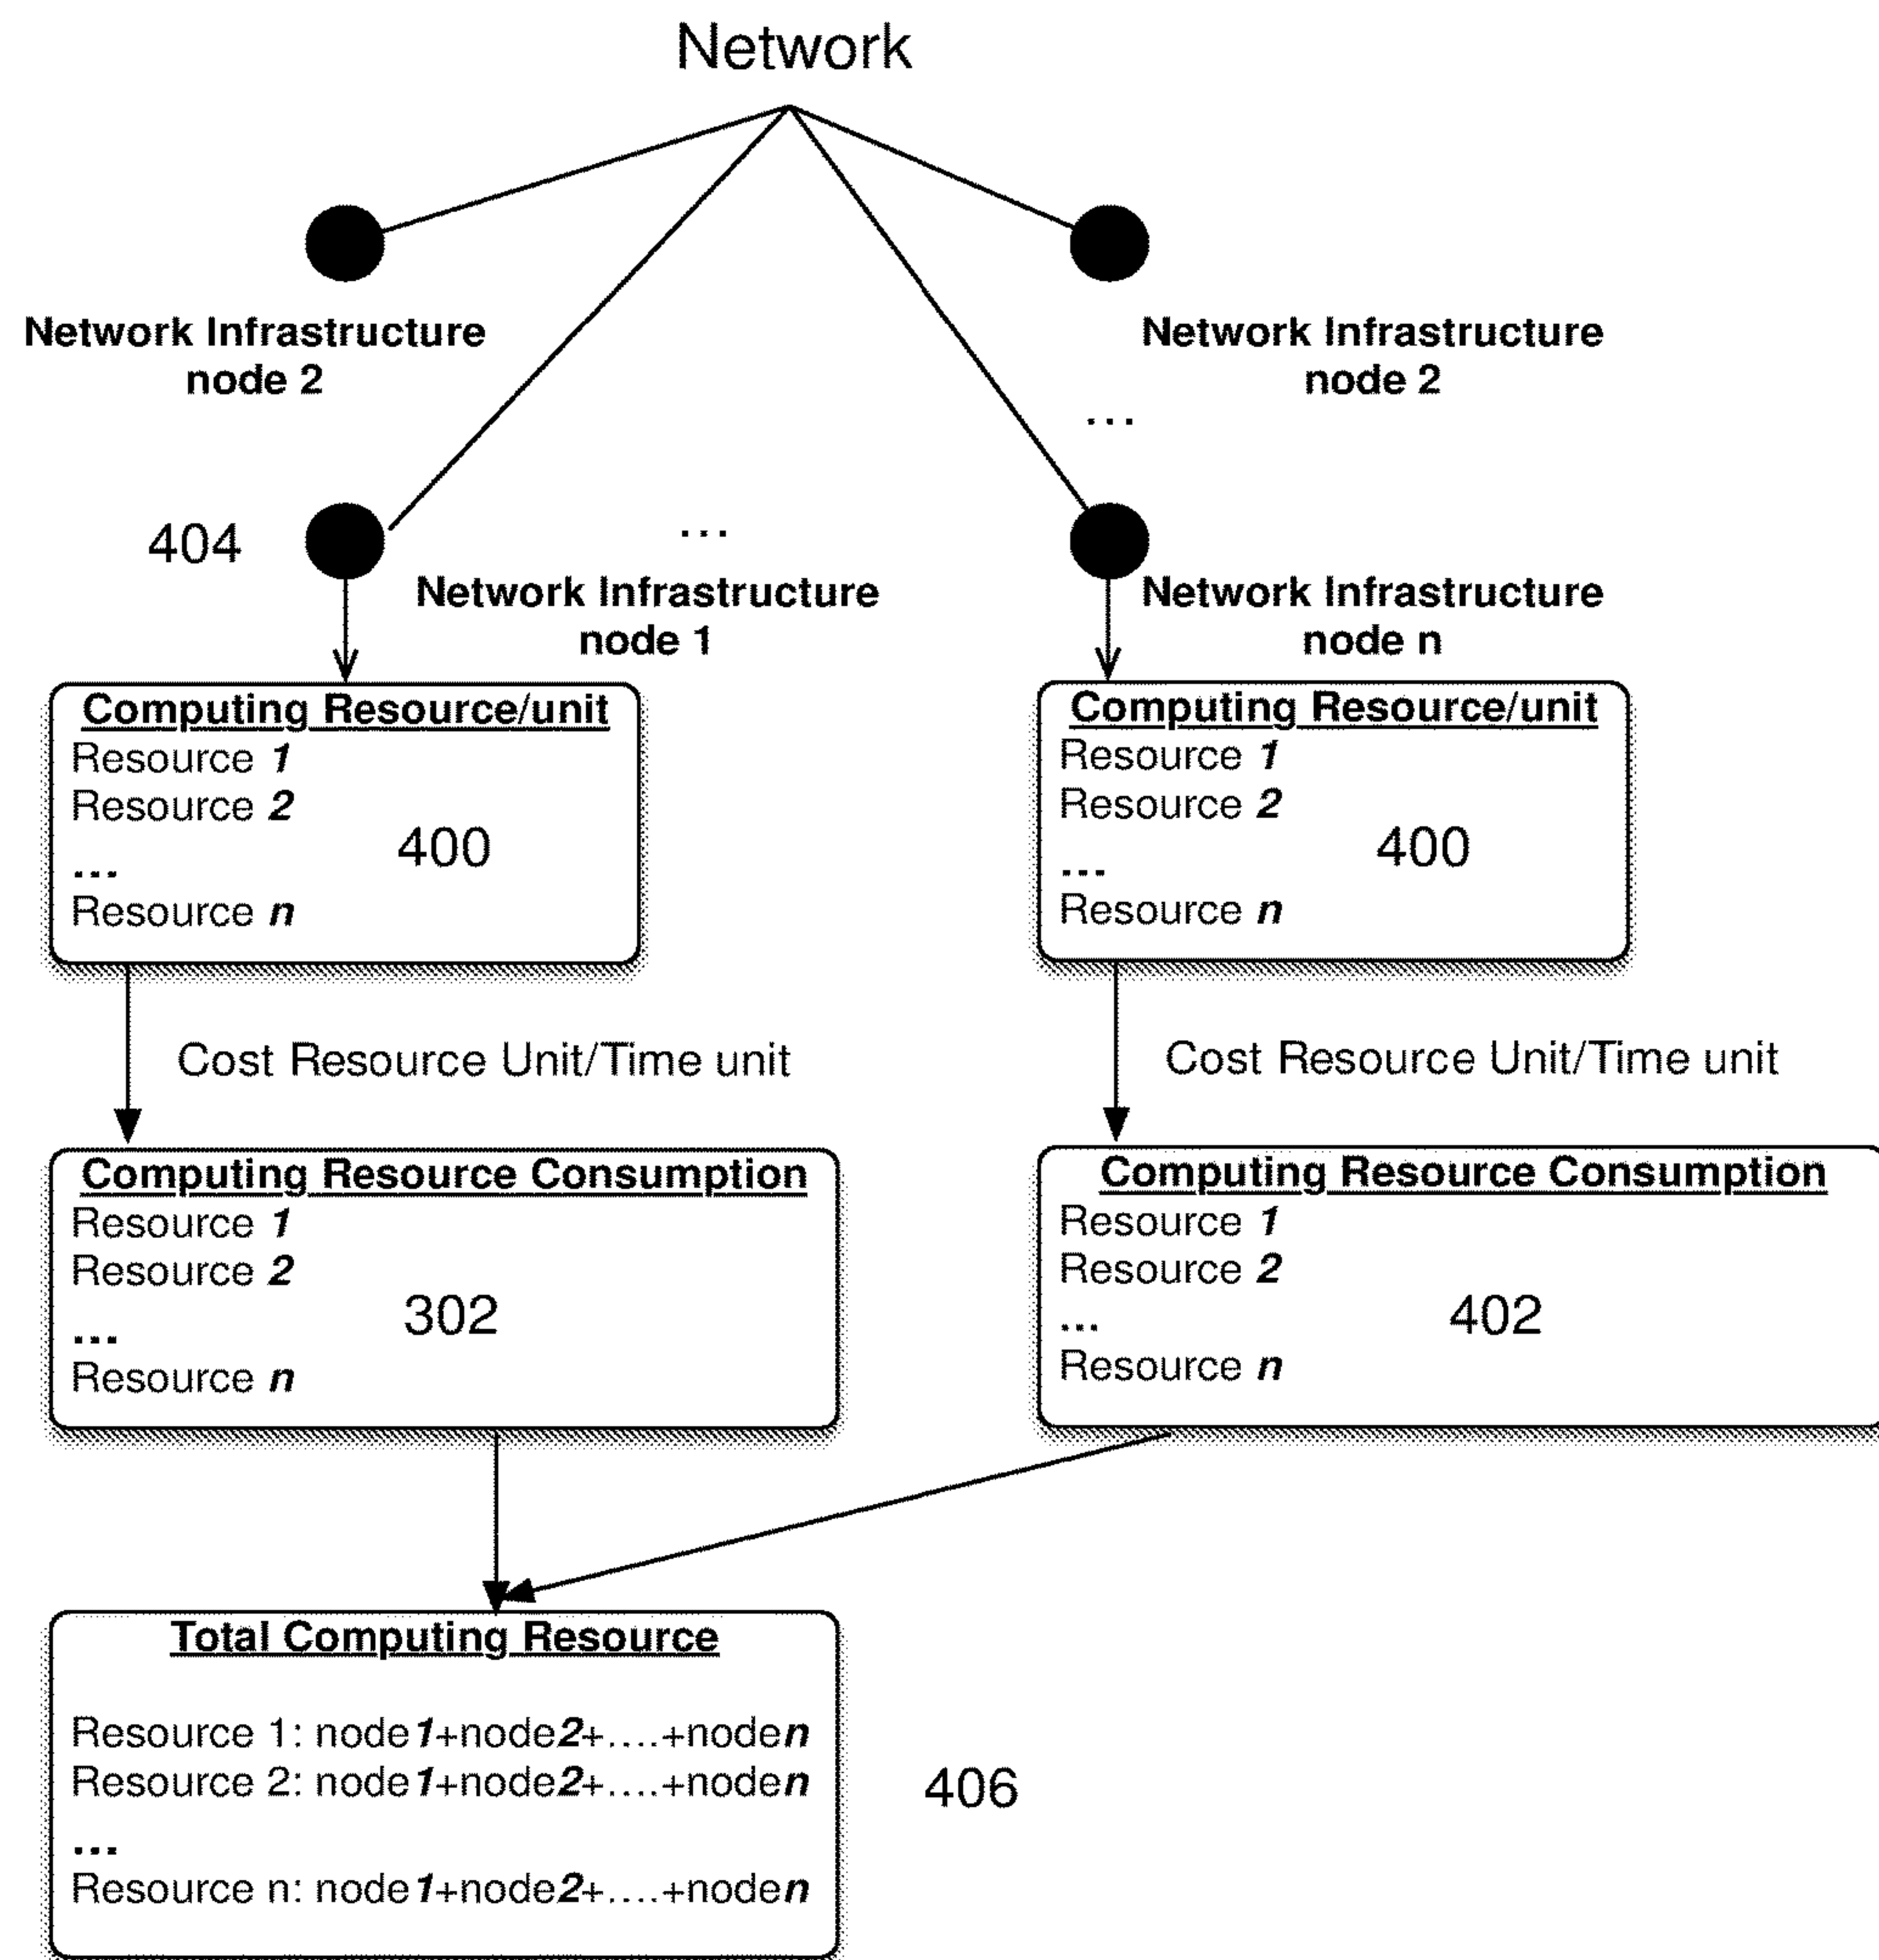 Network
Network Infrastructure
node 2
Network Infrastructure
node 2
...
404
...
Network Infrastructure
node 1
Network Infrastructure
node n
Computing Resource/unit
Resource 1
Resource 2
400
...
Resource n
Computing Resource/unit
Resource 1
Resource 2
400
...
Resource n
Cost Resource Unit/Time unit
Cost Resource Unit/Time unit
Computing Resource Consumption
Resource 1
Resource 2
302
...
Resource n
Computing Resource Consumption
Resource 1
Resource 2
402
...
Resource n
Total Computing Resource
Resource 1: node1+node2+....+noden
Resource 2: node1+node2+....+noden
406
...
Resource n: node1+node2+....+noden